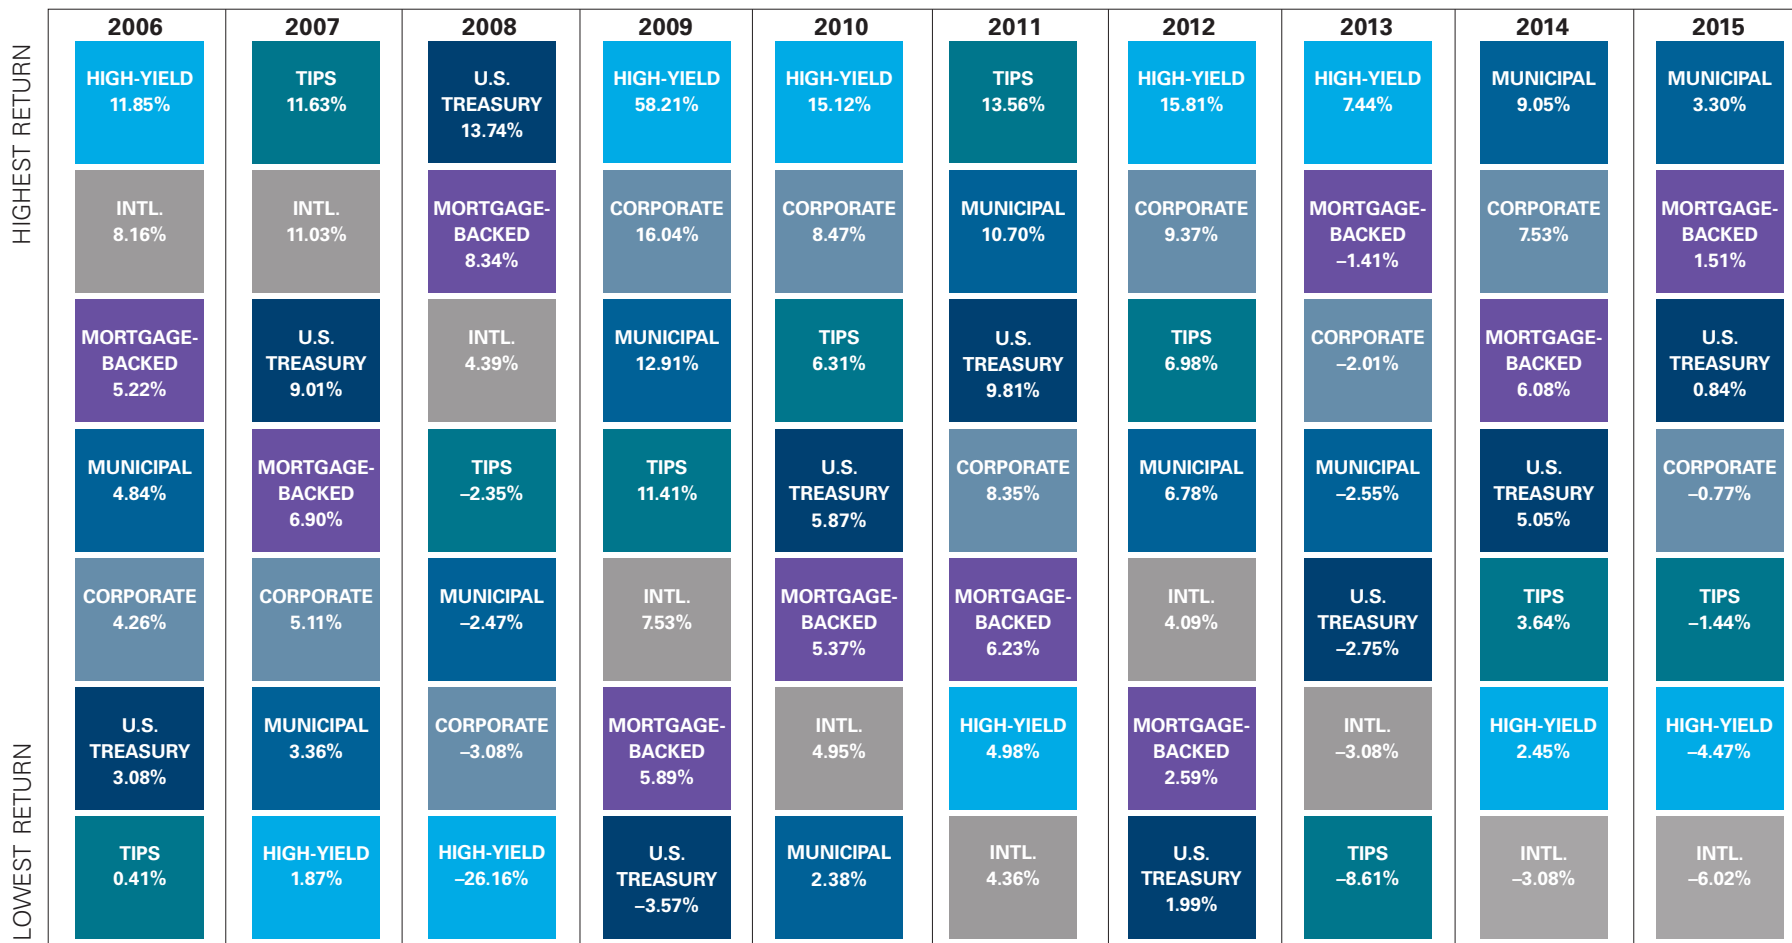 HIGHEST RETURN
LOWEST RETURN
2006
HIGH-YIELD
11.85%
INTL.
8.16%
MORTGAGE-
BACKED
5.22%
MUNICIPAL
4.84%
CORPORATE
4.26%
U.S.
TREASURY
3.08%
TIPS
0.41%
2007
TIPS
11.63%
INTL.
11.03%
U.S.
TREASURY
9.01%
MORTGAGE-
BACKED
6.90%
CORPORATE
5.11%
MUNICIPAL
3.36%
HIGH-YIELD
1.87%
2008
U.S.
TREASURY
13.74%
MORTGAGE-
BACKED
8.34%
INTL.
4.39%
TIPS
–2.35%
MUNICIPAL
–2.47%
CORPORATE
–3.08%
HIGH-YIELD
–26.16%
2009
HIGH-YIELD
58.21%
CORPORATE
16.04%
MUNICIPAL
12.91%
TIPS
11.41%
INTL.
7.53%
MORTGAGE-
BACKED
5.89%
U.S.
TREASURY
–3.57%
2010
HIGH-YIELD
15.12%
CORPORATE
8.47%
TIPS
6.31%
U.S.
TREASURY
5.87%
MORTGAGE-
BACKED
5.37%
INTL.
4.95%
MUNICIPAL
2.38%
2011
TIPS
13.56%
MUNICIPAL
10.70%
U.S.
TREASURY
9.81%
CORPORATE
8.35%
MORTGAGE-
BACKED
6.23%
HIGH-YIELD
4.98%
INTL.
4.36%
2012
HIGH-YIELD
15.81%
CORPORATE
9.37%
TIPS
6.98%
MUNICIPAL
6.78%
INTL.
4.09%
MORTGAGE-
BACKED
2.59%
U.S.
TREASURY
1.99%
2013
HIGH-YIELD
7.44%
MORTGAGE-
BACKED
–1.41%
CORPORATE
–2.01%
MUNICIPAL
–2.55%
U.S.
TREASURY
–2.75%
INTL.
–3.08%
TIPS
–8.61%
2014
MUNICIPAL
9.05%
CORPORATE
7.53%
MORTGAGE-
BACKED
6.08%
U.S.
TREASURY
5.05%
TIPS
3.64%
HIGH-YIELD
2.45%
INTL.
–3.08%
2015
MUNICIPAL
3.30%
MORTGAGE-
BACKED
1.51%
U.S.
TREASURY
0.84%
CORPORATE
–0.77%
TIPS
–1.44%
HIGH-YIELD
–4.47%
INTL.
–6.02%